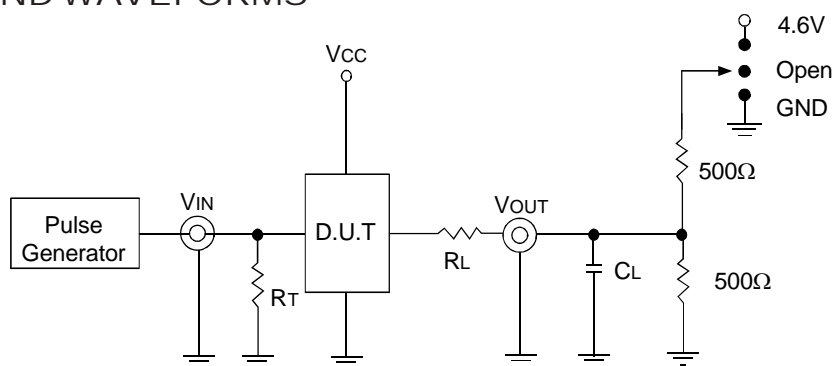 ND WAVEFORMS
4.6V
VCC
Open
GND
500Ω
VIN
VOUT
Pulse
Generator
D.U.T
RL
CL
RT
500Ω